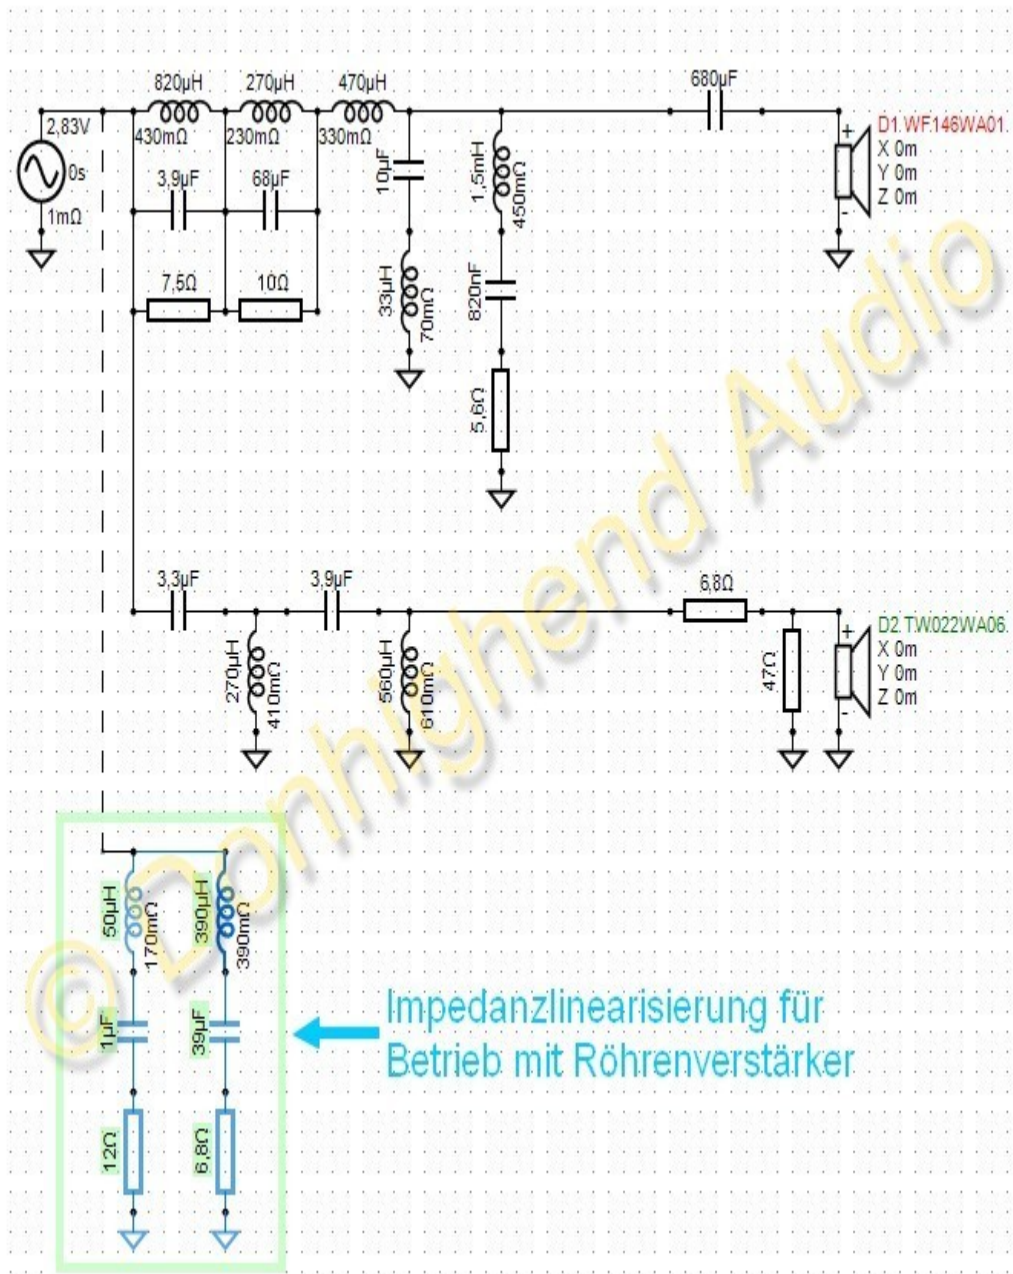 820µH
270µH
470µH
680µF
2,83V
430mΩ
230mΩ
330mΩ
0s
1mΩ
3,9µF
68µF
10µF
1,5mH
450mΩ
D1.WF146WA01.
X 0m
Y 0m
Z 0m
+
-
7,5Ω
10Ω
33µH
70mΩ
820nF
5,6Ω
3,3µF
3,9µF
6,8Ω
270µH
410mΩ
560µH
610mΩ
47Ω
D2.TW022WA06.
X 0m
Y 0m
Z 0m
+
-
50µH
170mΩ
390µH
390mΩ
1µF
39µF
12Ω
6,8Ω
Impedanzlinearisierung für
Betrieb mit Röhrenverstärker
© Donhighend Audio